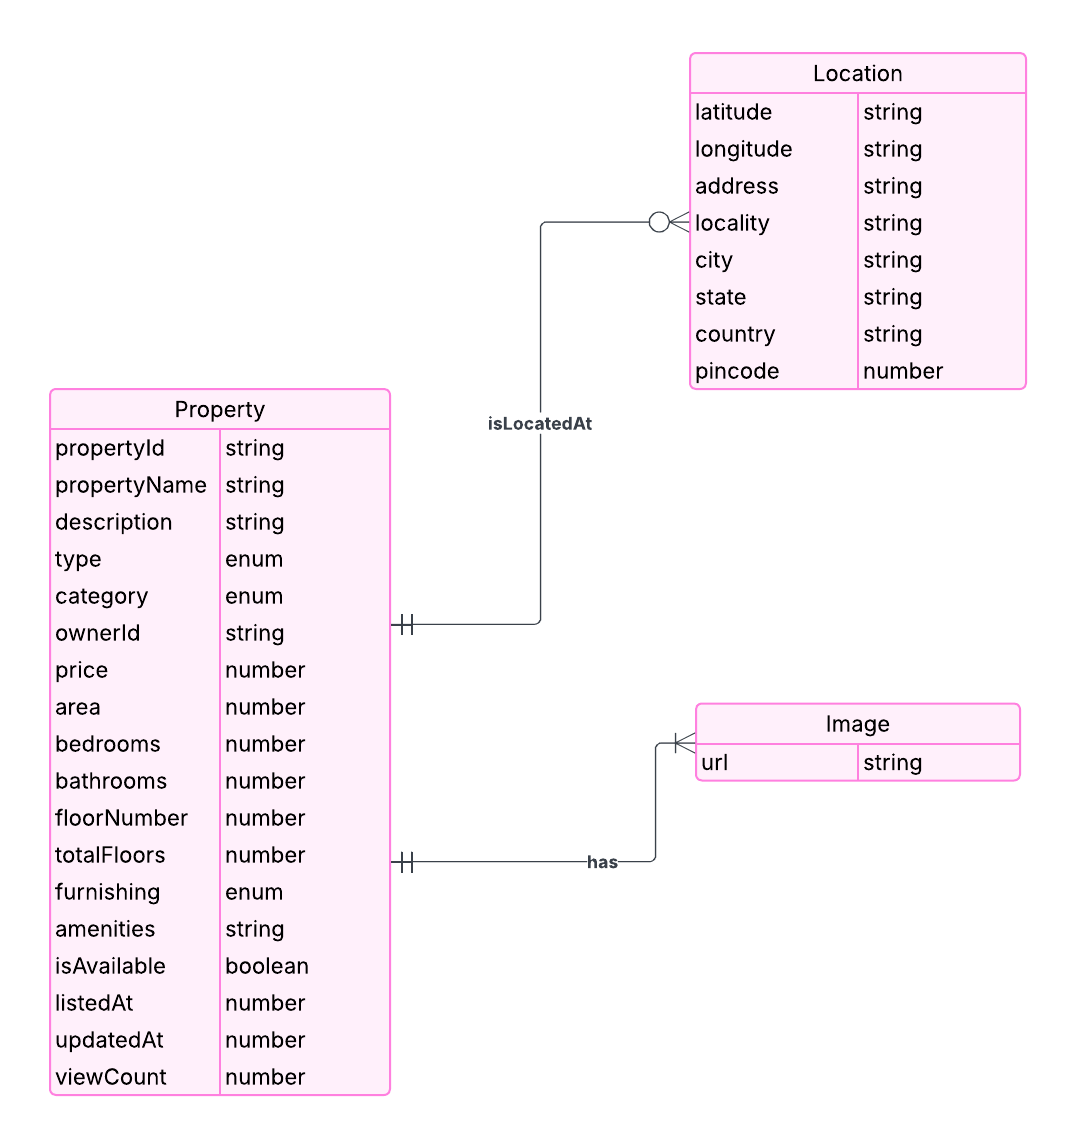 Location
latitude string
longitude string
address string
locality string
city string
state string
country string
pincode number
isLocatedAt
Property
propertyId string
propertyName string
description string
type enum
category enum
ownerId string
price number
area number
bedrooms number
bathrooms number
floorNumber number
totalFloors number
furnishing enum
amenities string
isAvailable boolean
listedAt number
updatedAt number
viewCount number
Image
url string
has